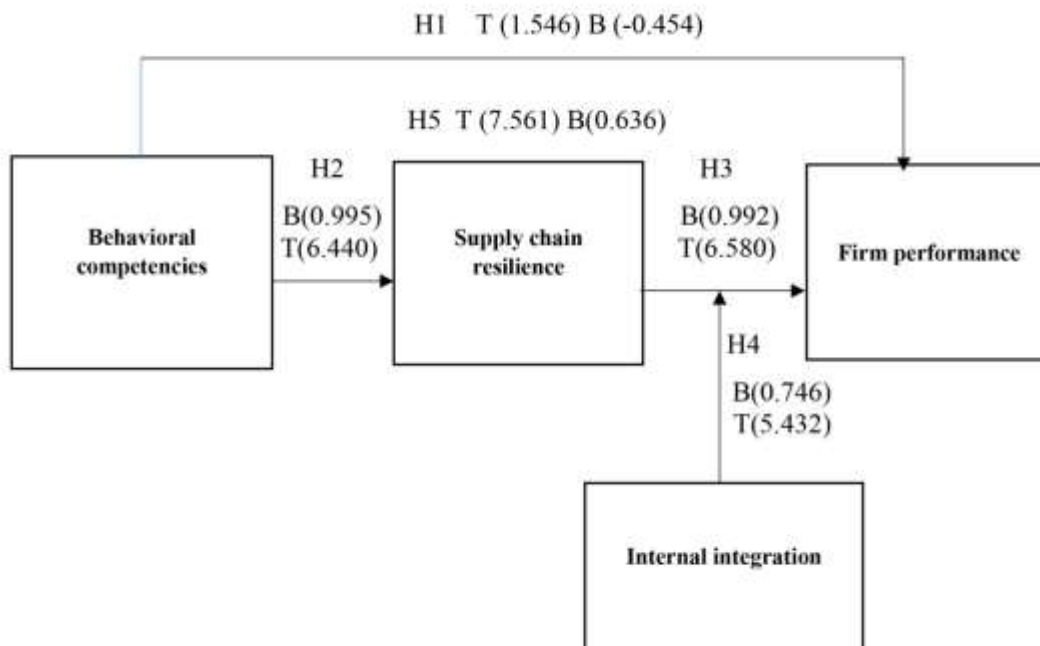 H1 T (1.546) B (-0.454)
H5 T (7.561) B(0.636)
H2
B(0.995)
T(6.440)
H3
B(0.992)
T(6.580)
Behavioral
competencies
Supply chain
resilience
Firm performance
H4
B(0.746)
T(5.432)
Internal integration